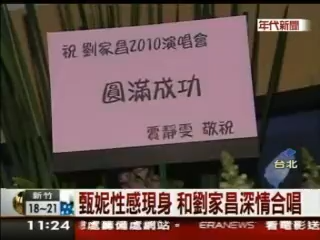 年代新聞
祝 劉家昌2010演唱會
圓滿成功
賈靜雯 敬祝
台北
新竹
18~21
甄妮性感現身 和劉家昌深情合唱
11:24